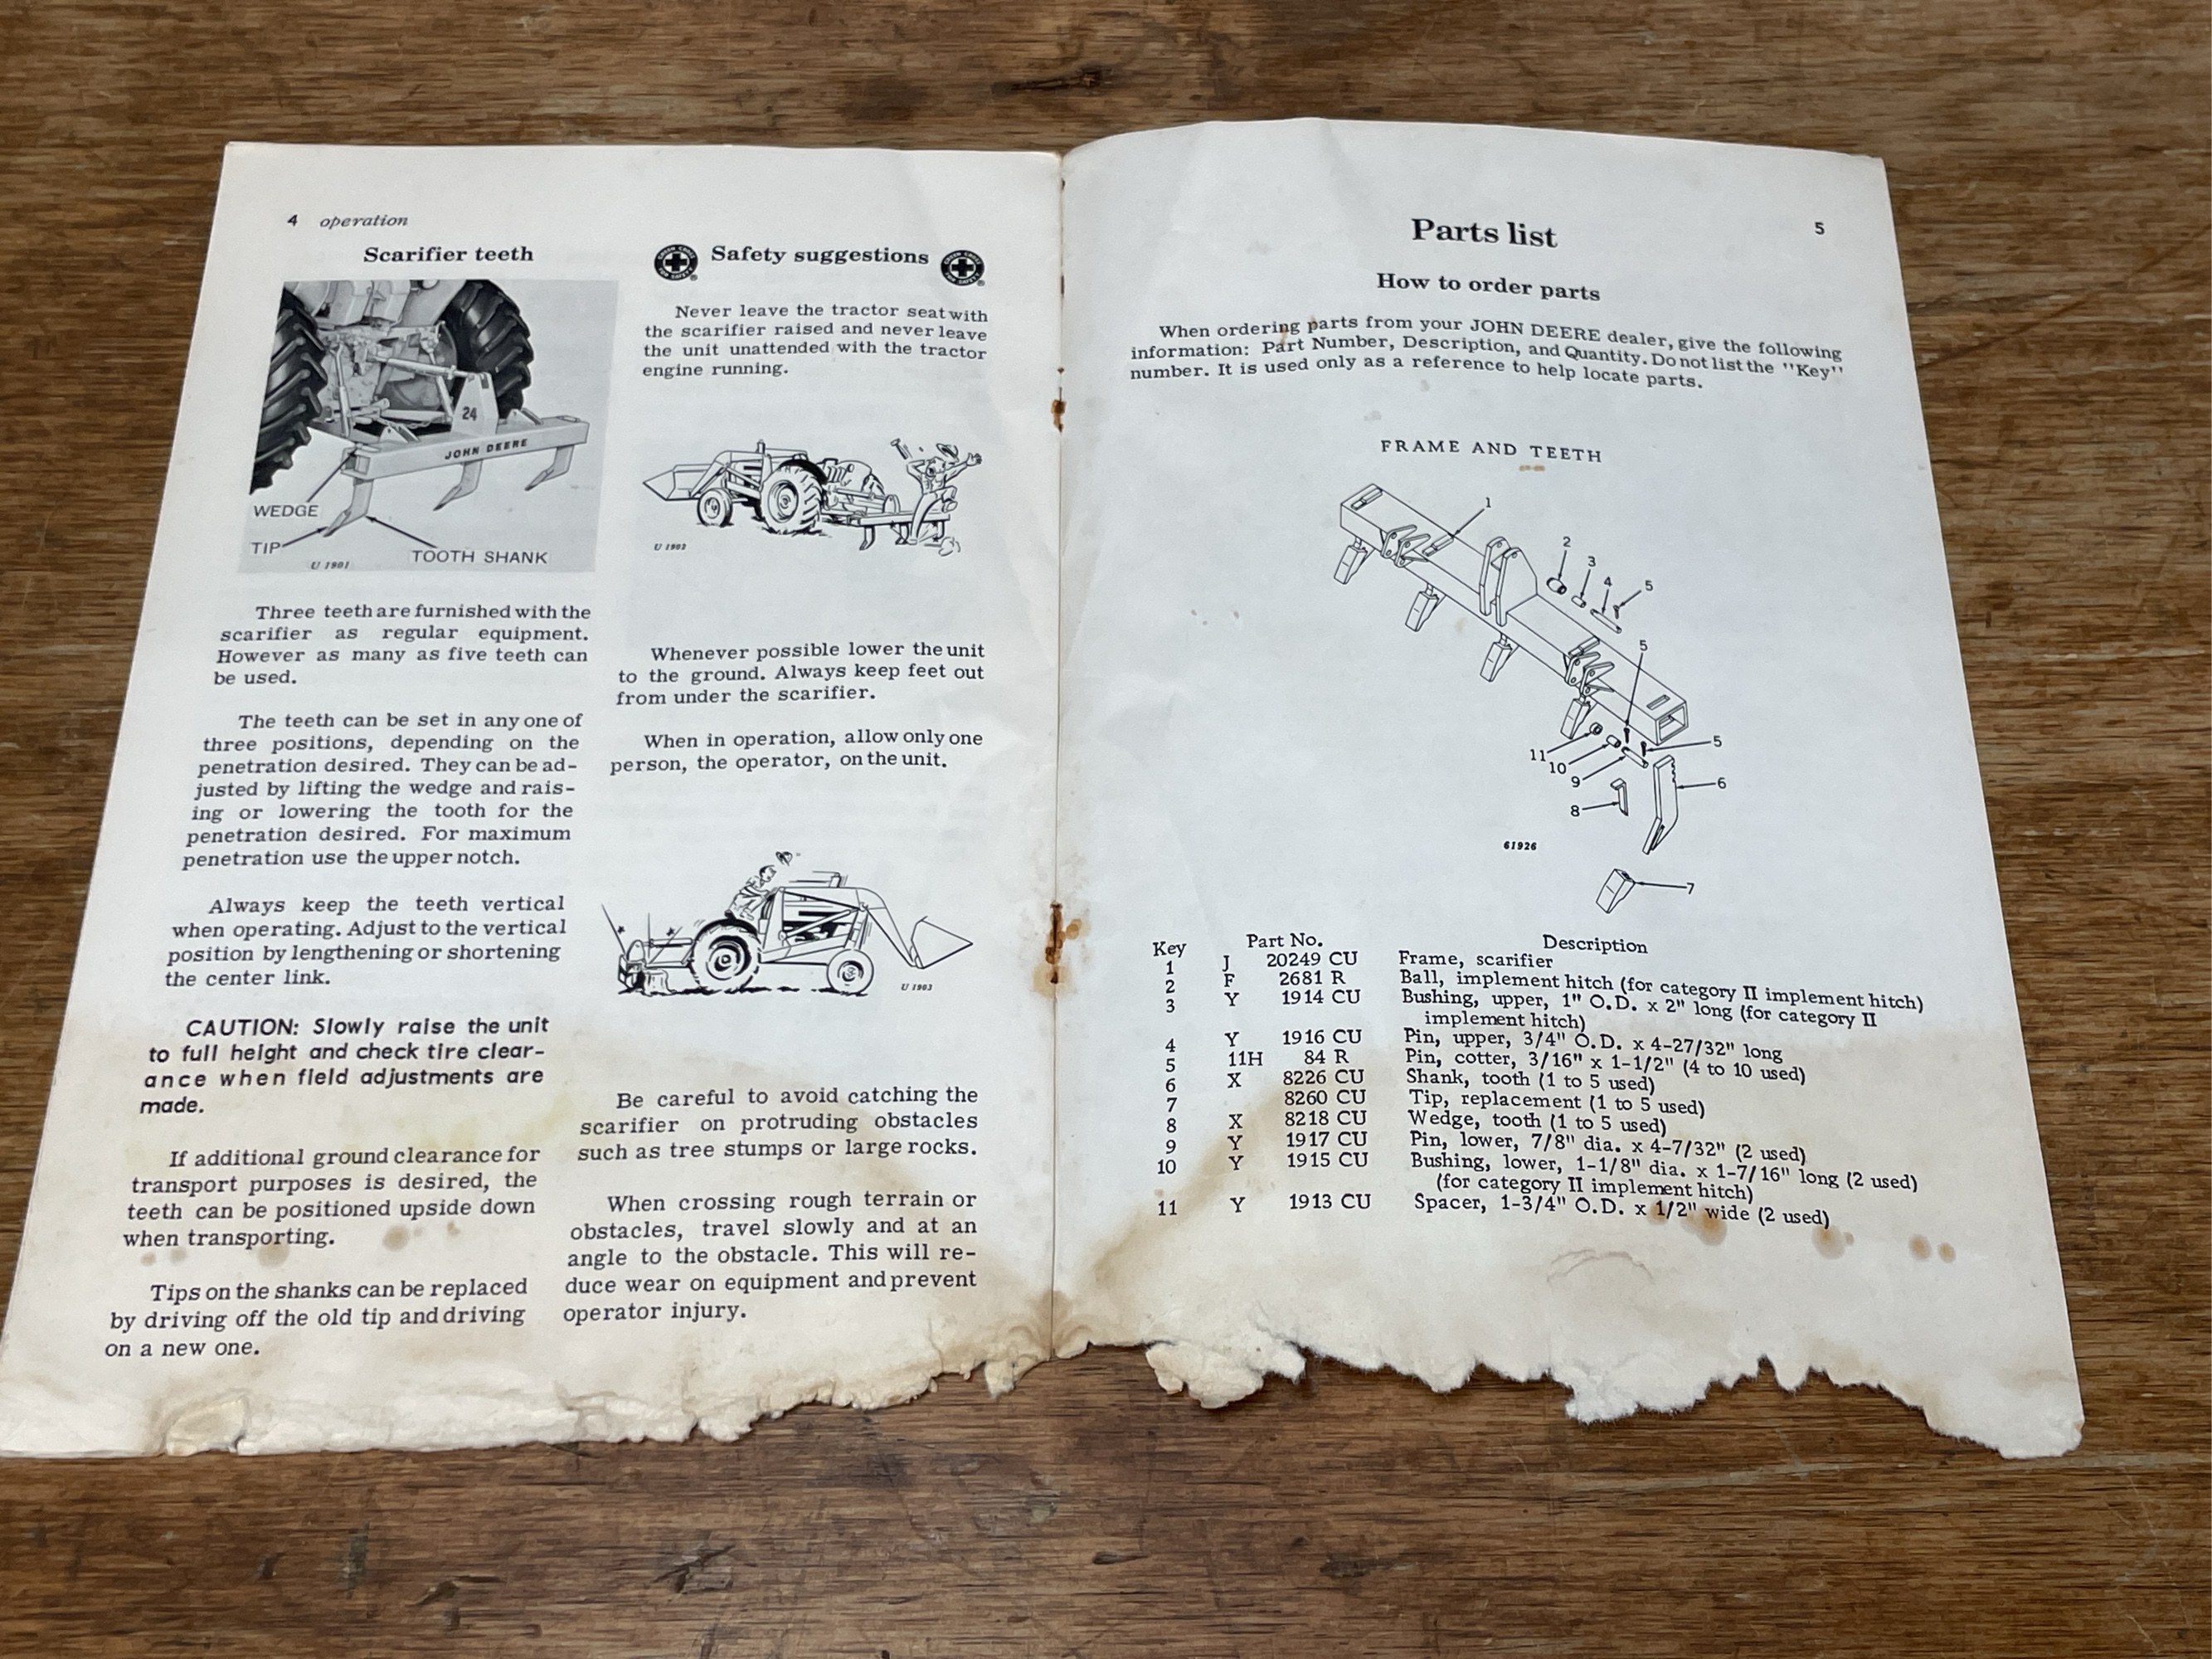 4 operation
Scarifier teeth
24
JOHN DEERE
WEDGE
TIP
TOOTH SHANK
U 1901
Three teeth are furnished with the
scarifier as regular equipment.
However as many as five teeth can
be used.
The teeth can be set in any one of
three positions, depending on the
penetration desired. They can be ad-
justed by lifting the wedge and rais-
ing or lowering the tooth for the
penetration desired. For maximum
penetration use the upper notch.
Always keep the teeth vertical
when operating. Adjust to the vertical
position by lengthening or shortening
the center link.
CAUTION: Slowly raise the unit
to full height and check tire clear-
ance when field adjustments are
made.
If additional ground clearance for
transport purposes is desired, the
teeth can be positioned upside down
when transporting.
Tips on the shanks can be replaced
by driving off the old tip and driving
on a new one.
Safety suggestions
Never leave the tractor seat with
the scarifier raised and never leave
the unit unattended with the tractor
engine running.
U 1902
Whenever possible lower the unit
to the ground. Always keep feet out
from under the scarifier.
When in operation, allow only one
person, the operator, on the unit.
U 1903
Be careful to avoid catching the
scarifier on protruding obstacles
such as tree stumps or large rocks.
When crossing rough terrain or
obstacles, travel slowly and at an
angle to the obstacle. This will re-
duce wear on equipment and prevent
operator injury.
5
Parts list
How to order parts
When ordering parts from your JOHN DEERE dealer, give the following
information: Part Number, Description, and Quantity. Do not list the "Key"
number. It is used only as a reference to help locate parts.
FRAME AND TEETH
1
2
3
4
5
5
11
10
9
5
8
6
61926
7
Key Part No. Description
1 J 20249 CU Frame, scarifier
2 F 2681 R Ball, implement hitch (for category II implement hitch)
3 Y 1914 CU Bushing, upper, 1" O.D. x 2" long (for category II
implement hitch)
4 Y 1916 CU Pin, upper, 3/4" O.D. x 4-27/32" long
5 11H 84 R Pin, cotter, 3/16" x 1-1/2" (4 to 10 used)
6 X 8226 CU Shank, tooth (1 to 5 used)
7 8260 CU Tip, replacement (1 to 5 used)
8 X 8218 CU Wedge, tooth (1 to 5 used)
9 Y 1917 CU Pin, lower, 7/8" dia. x 4-7/32" (2 used)
10 Y 1915 CU Bushing, lower, 1-1/8" dia. x 1-7/16" long (2 used)
(for category II implement hitch)
11 Y 1913 CU Spacer, 1-3/4" O.D. x 1/2" wide (2 used)